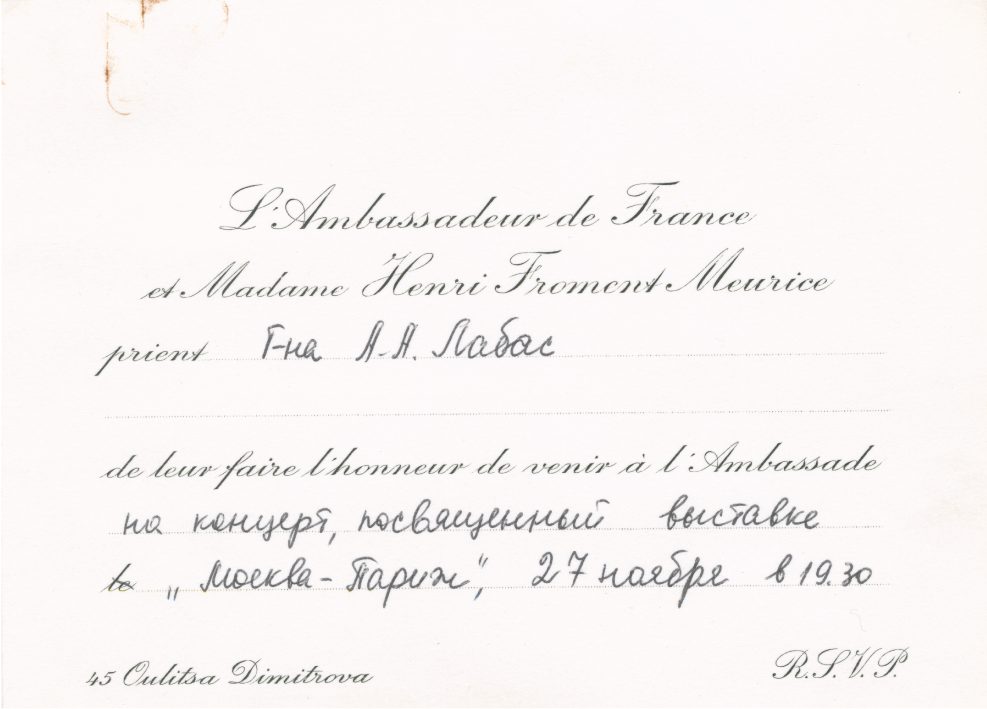 L'Ambassadeur de France
et Madame Henri Froment Meurice
prient Г-на А.А. Лабас
de leur faire l'honneur de venir à l'Ambassade
на концерт, посвященный выставке
le „Москва-Париж", 27 ноября в 19.30
45 Oulitsa Dimitrova
R.S.V.P.